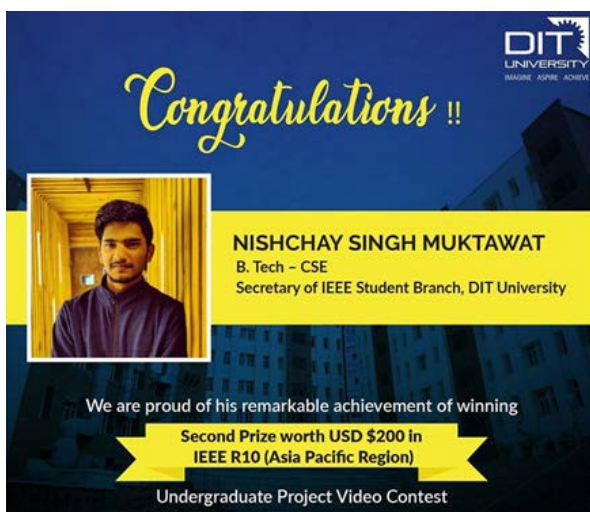 DIT
UNIVERSITY
IMAGINE ASPIRE ACHIEVE
Congratulations !!
NISHCHAY SINGH MUKTAWAT
B. Tech – CSE
Secretary of IEEE Student Branch, DIT University
We are proud of his remarkable achievement of winning
Second Prize worth USD $200 in
IEEE R10 (Asia Pacific Region)
Undergraduate Project Video Contest